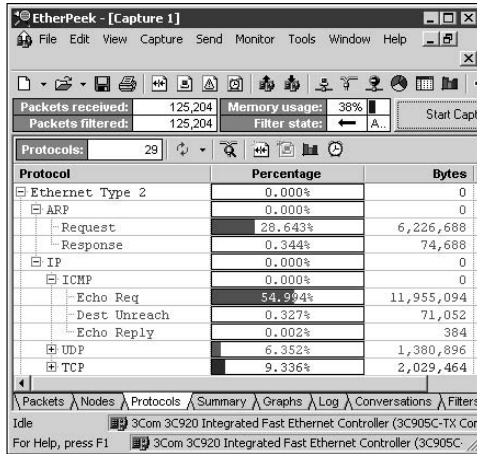 EtherPeek - [Capture 1]
File Edit View Capture Send Monitor Tools Window Help
Packets received: 125,204 Memory usage: 38%
Packets filtered: 125,204 Filter state: A..
Start Capt
Protocols: 29
Protocol Percentage Bytes
Ethernet Type 2 0.000% 0
ARP 0.000% 0
Request 28.643% 6,226,688
Response 0.344% 74,688
IP 0.000% 0
ICMP 0.000% 0
Echo Req 54.994% 11,955,094
Dest Unreach 0.327% 71,052
Echo Reply 0.002% 384
UDP 6.352% 1,380,896
TCP 9.336% 2,029,464
Packets Nodes Protocols Summary Graphs Log Conversations Filters
Idle 3Com 3C920 Integrated Fast Ethernet Controller (3C905C-TX Cor
For Help, press F1 3Com 3C920 Integrated Fast Ethernet Controller (3C905C-